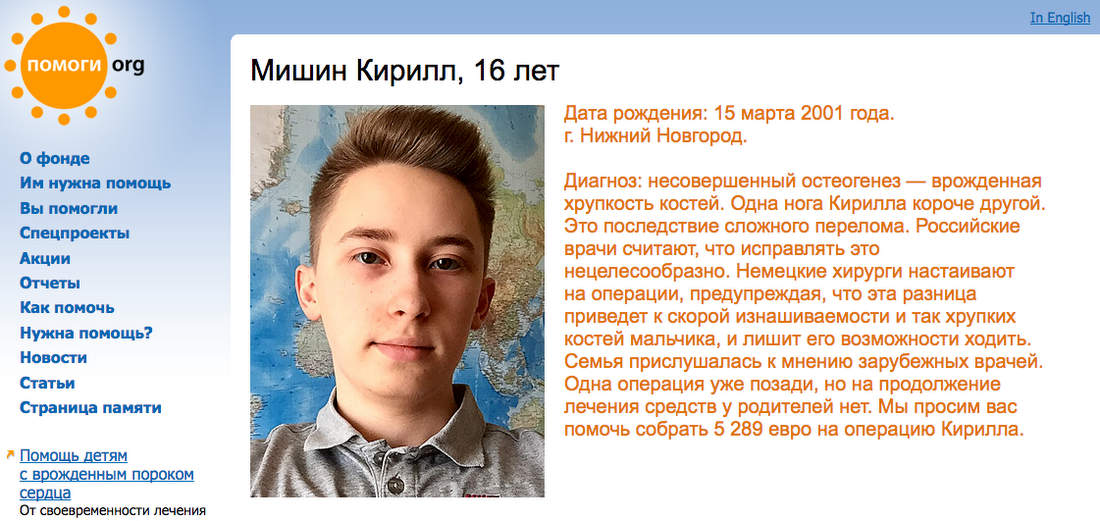 In English
помоги org
О фонде
Им нужна помощь
Вы помогли
Спецпроекты
Акции
Отчеты
Как помочь
Нужна помощь?
Новости
Статьи
Страница памяти
Помощь детям
с врожденным пороком
сердца
От своевременности лечения
Мишин Кирилл, 16 лет
Дата рождения: 15 марта 2001 года.
г. Нижний Новгород.
Диагноз: несовершенный остеогенез — врожденная
хрупкость костей. Одна нога Кирилла короче другой.
Это последствие сложного перелома. Российские
врачи считают, что исправлять это
нецелесообразно. Немецкие хирурги настаивают
на операции, предупреждая, что эта разница
приведет к скорой изнашиваемости и так хрупких
костей мальчика, и лишит его возможности ходить.
Семья прислушалась к мнению зарубежных врачей.
Одна операция уже позади, но на продолжение
лечения средств у родителей нет. Мы просим вас
помочь собрать 5 289 евро на операцию Кирилла.